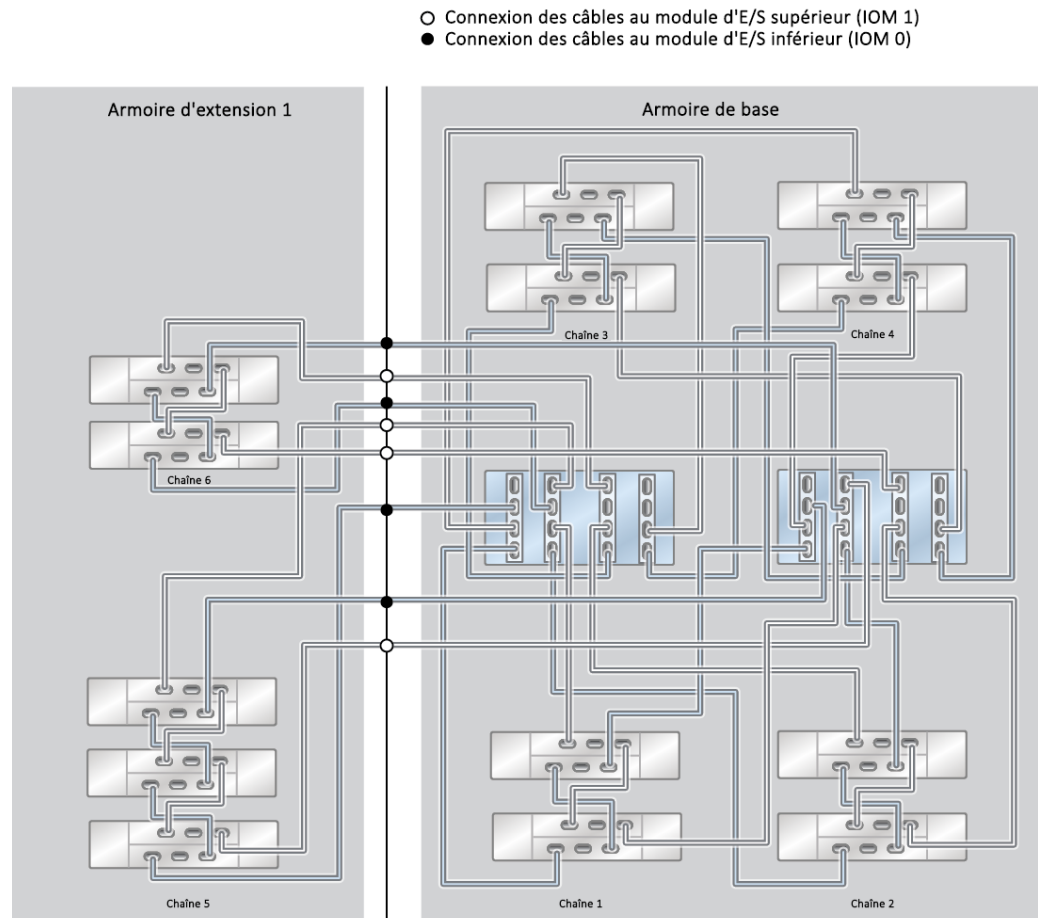 Connexion des câbles au module d'E/S supérieur (IOM 1)
Connexion des câbles au module d'E/S inférieur (IOM 0)
Armoire d'extension 1
Armoire de base
Chaîne 3
Chaîne 4
Chaîne 6
Chaîne 5
Chaîne 1
Chaîne 2